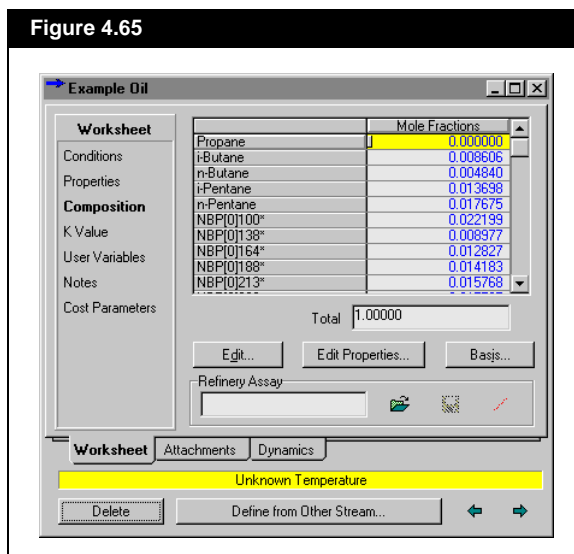 Figure 4.65
Example Oil
Worksheet
Conditions
Properties
Composition
K Value
User Variables
Notes
Cost Parameters
Mole Fractions
Propane 0.000000
i-Butane 0.008606
n-Butane 0.004840
i-Pentane 0.013698
n-Pentane 0.017675
NBP[0]100* 0.022199
NBP[0]138* 0.008977
NBP[0]164* 0.012827
NBP[0]188* 0.014183
NBP[0]213* 0.015768
Total 1.00000
Edit... Edit Properties... Basis...
Refinery Assay
Worksheet Attachments Dynamics
Unknown Temperature
Delete Define from Other Stream...